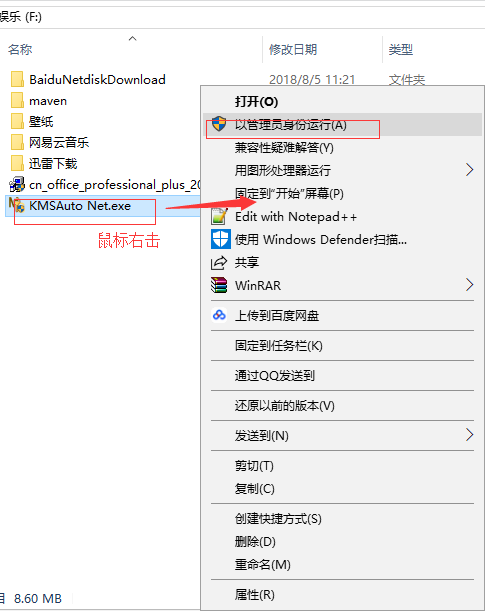 娱乐 (F:)
名称 修改日期 类型
BaiduNetdiskDownload 2018/8/5 11:21 文件夹
maven
壁纸
网易云音乐
迅雷下载
cn_office_professional_plus_20
KMSAuto Net.exe
鼠标右击
打开(O)
以管理员身份运行(A)
兼容性疑难解答(Y)
用图形处理器运行
固定到“开始”屏幕(P)
Edit with Notepad++
使用 Windows Defender扫描...
共享
WinRAR
上传到百度网盘
固定到任务栏(K)
通过QQ发送到
还原以前的版本(V)
发送到(N)
剪切(T)
复制(C)
创建快捷方式(S)
删除(D)
重命名(M)
属性(R)
8.60 MB